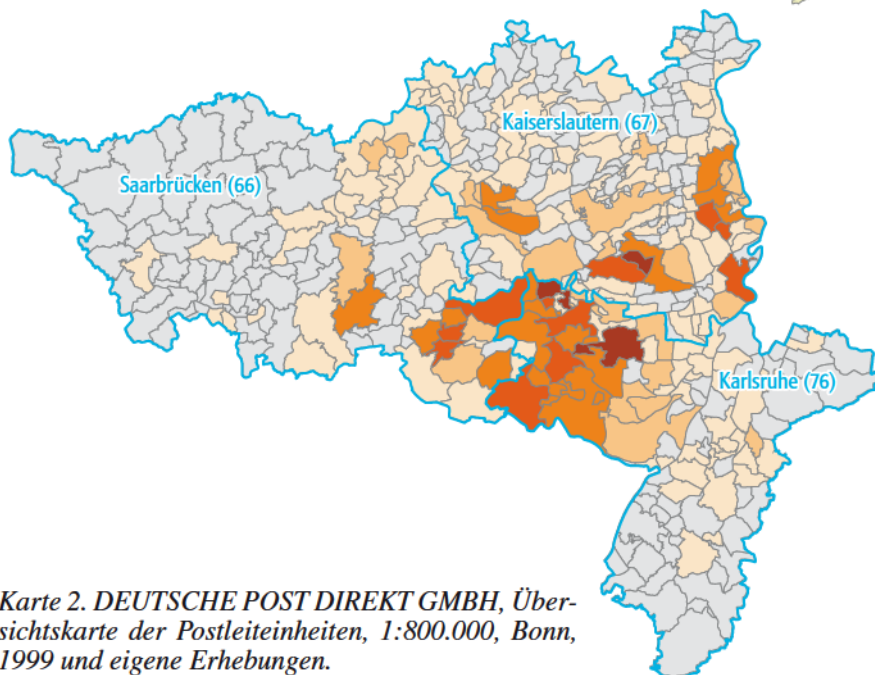 Kaiserslautern (67)
Saarbrücken (66)
Karlsruhe (76)
Karte 2. DEUTSCHE POST DIREKT GMBH, Über-
sichtskarte der Postleiteinheiten, 1:800.000, Bonn,
1999 und eigene Erhebungen.